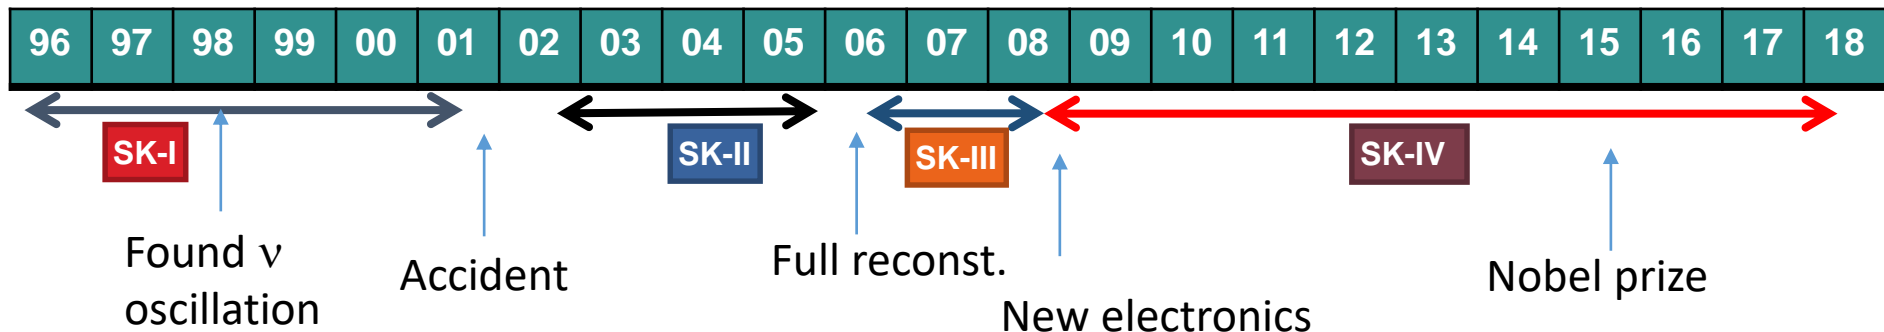 96 97 98 99 00 01 02 03 04 05 06 07 08 09 10 11 12 13 14 15 16 17 18
SK-I SK-II SK-III SK-IV
Found ν
oscillation
Accident
Full reconst.
New electronics
Nobel prize